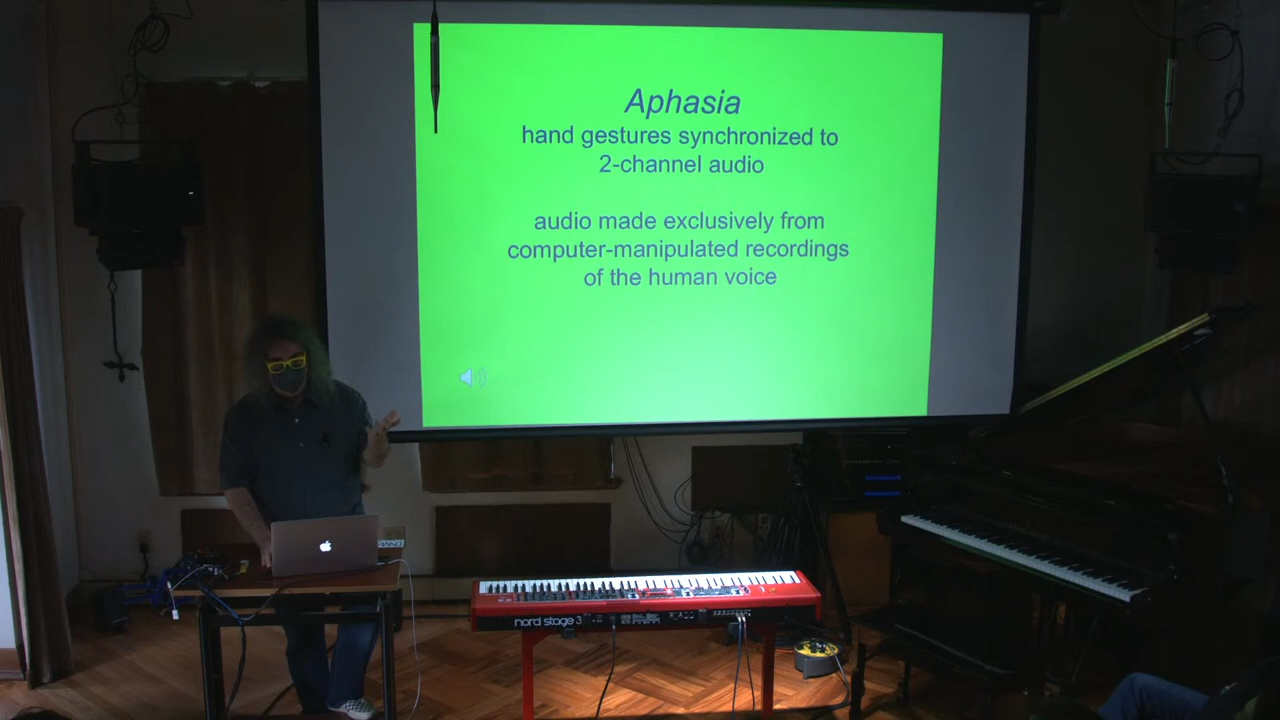 Aphasia
hand gestures synchronized to
2-channel audio
audio made exclusively from
computer-manipulated recordings
of the human voice
nord stage 3